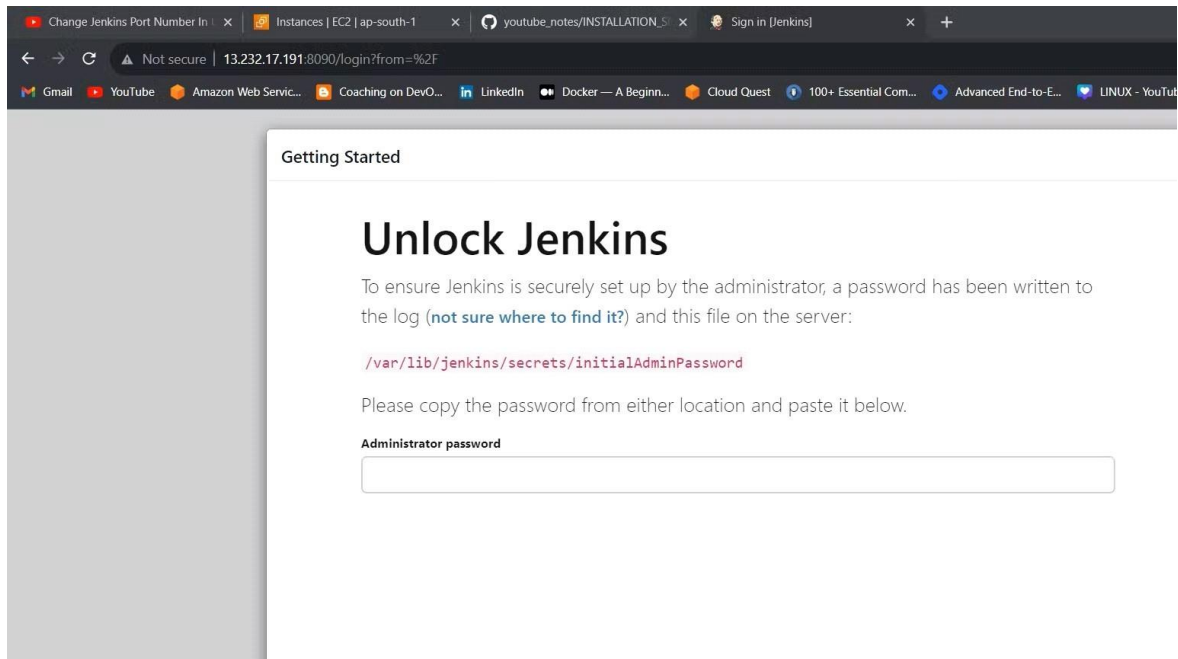 Change Jenkins Port Number In
Instances | EC2 | ap-south-1
youtube_notes/INSTALLATION_S
Sign in [Jenkins]
Not secure | 13.232.17.191:8090/login?from=%2F
Gmail
YouTube
Amazon Web Servic...
Coaching on DevO...
LinkedIn
Docker — A Beginn...
Cloud Quest
100+ Essential Com...
Advanced End-to-E...
LINUX - YouTub
Getting Started
Unlock Jenkins
To ensure Jenkins is securely set up by the administrator, a password has been written to
the log (not sure where to find it?) and this file on the server:
/var/lib/jenkins/secrets/initialAdminPassword
Please copy the password from either location and paste it below.
Administrator password